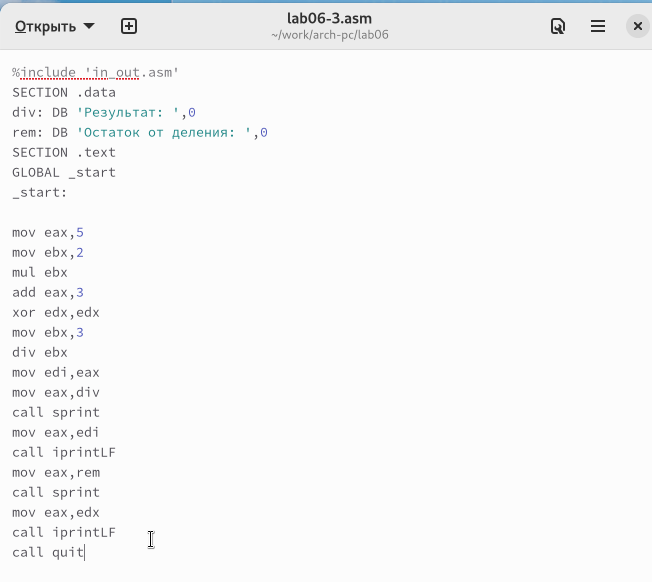 Открыть
lab06-3.asm
~/work/arch-pc/lab06
%include 'in_out.asm'
SECTION .data
div: DB 'Результат: ',0
rem: DB 'Остаток от деления: ',0
SECTION .text
GLOBAL _start
_start:

mov eax,5
mov ebx,2
mul ebx
add eax,3
xor edx,edx
mov ebx,3
div ebx
mov edi,eax
mov eax,div
call sprint
mov eax,edi
call iprintLF
mov eax,rem
call sprint
mov eax,edx
call iprintLF
call quit